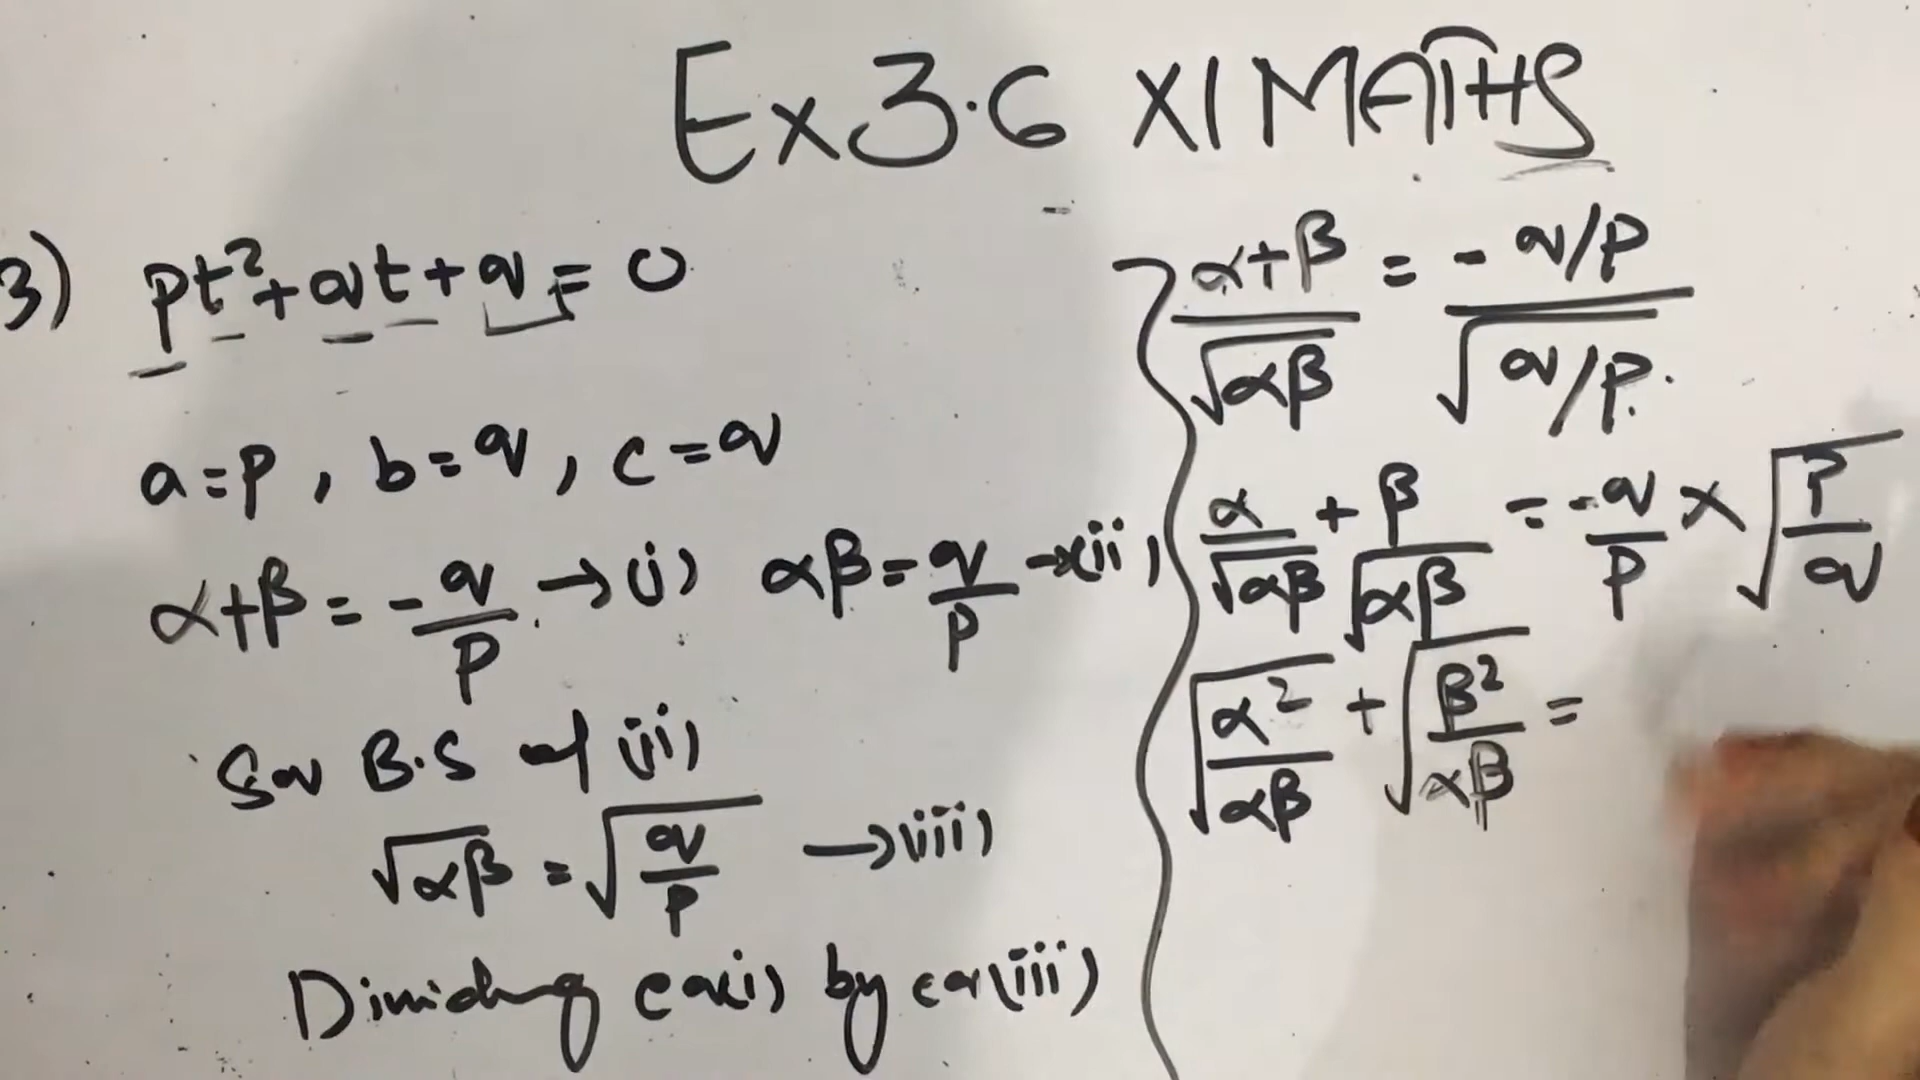 Ex 3.6 XI MATHS
3) pt² + qt + q = 0
a = p, b = q, c = q
α+β = -q/p → (i) αβ = q/p → (ii)
Sq B.S of (ii)
√αβ = √(q/p) → (iii)
Dividing eq(i) by eq(iii)
(α+β)/√αβ = (-q/p)/√(q/p)
α/√αβ + β/√αβ = -q/p × √(p/q)
√(α²/αβ) + √(β²/αβ) =